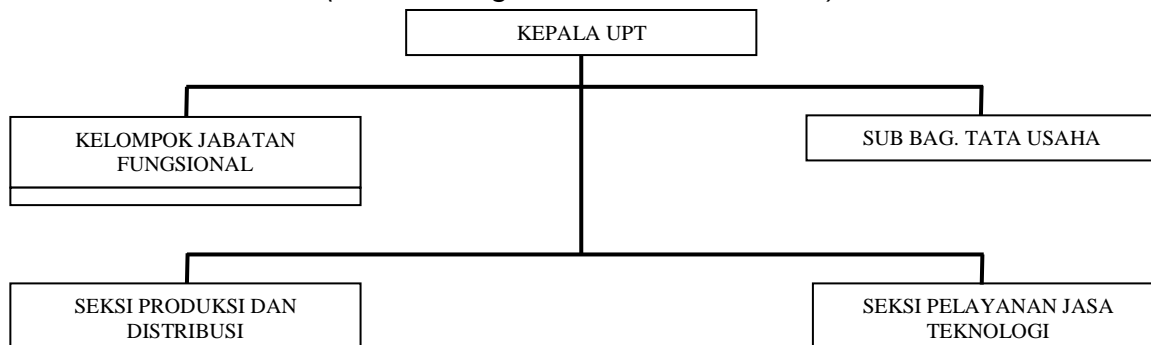 KEPALA UPT
KELOMPOK JABATAN
FUNGSIONAL
SUB BAG. TATA USAHA
SEKSI PRODUKSI DAN
DISTRIBUSI
SEKSI PELAYANAN JASA
TEKNOLOGI